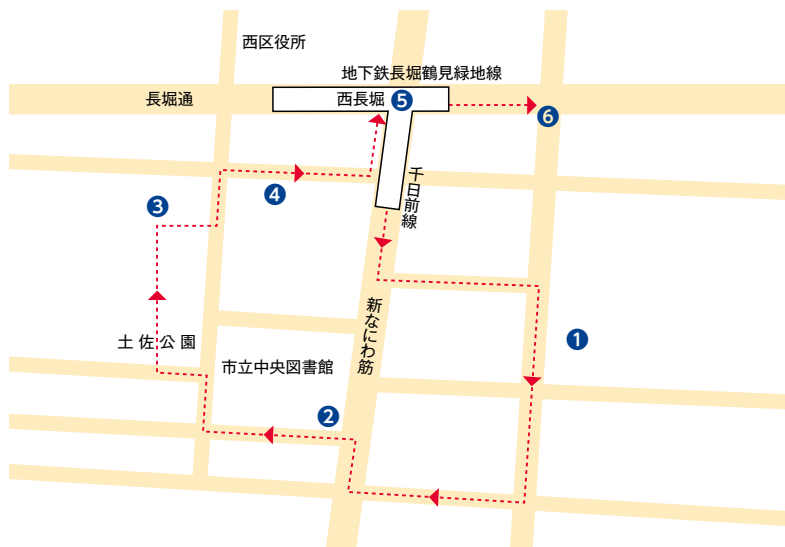 西区役所
地下鉄長堀鶴見緑地線
長堀通
西長堀
5
6
千日前線
4
3
新なにわ筋
1
土佐公園
市立中央図書館
2